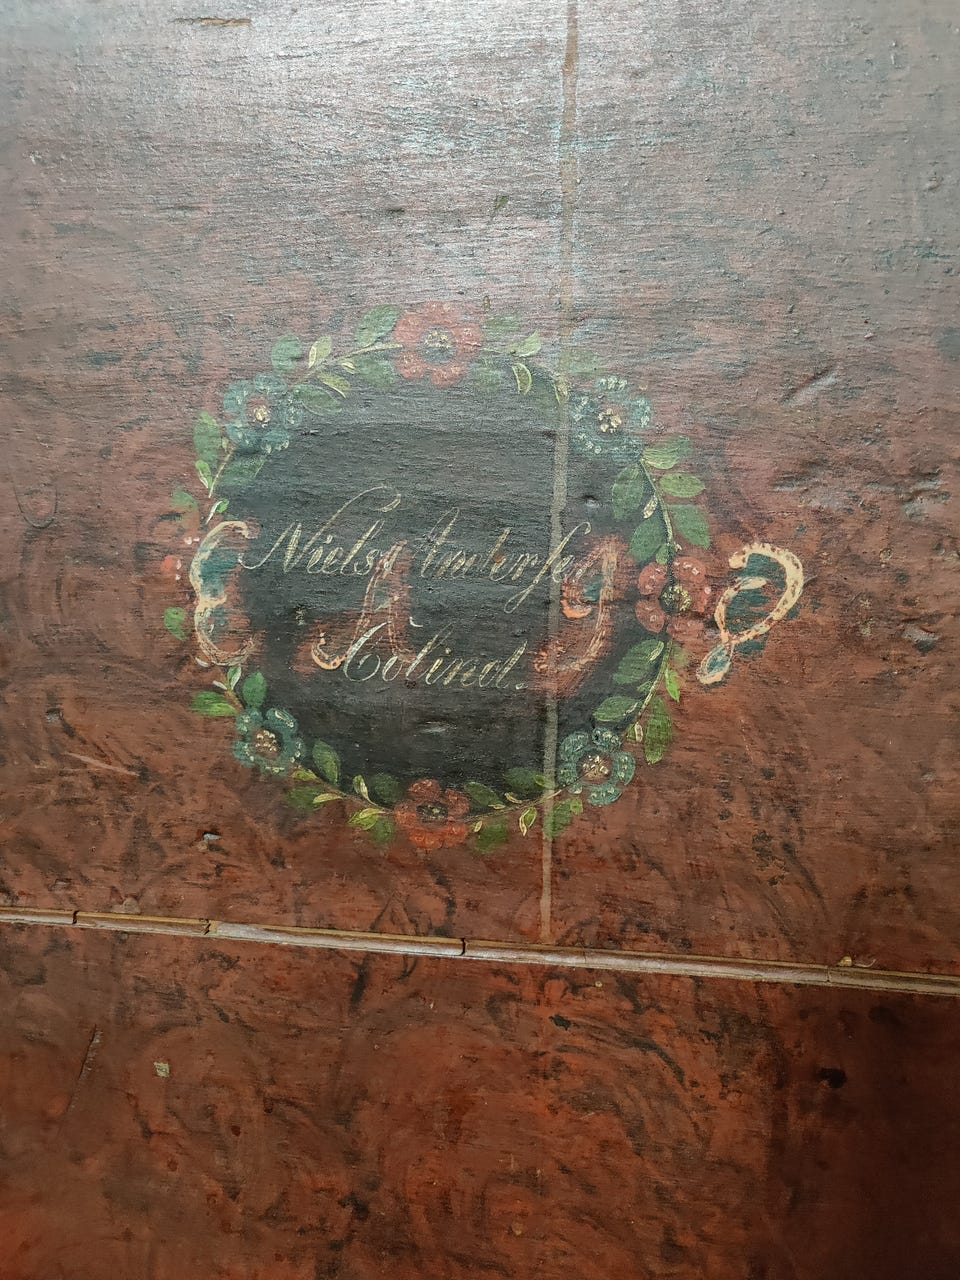 Niels Andersen
Colind.
E A D